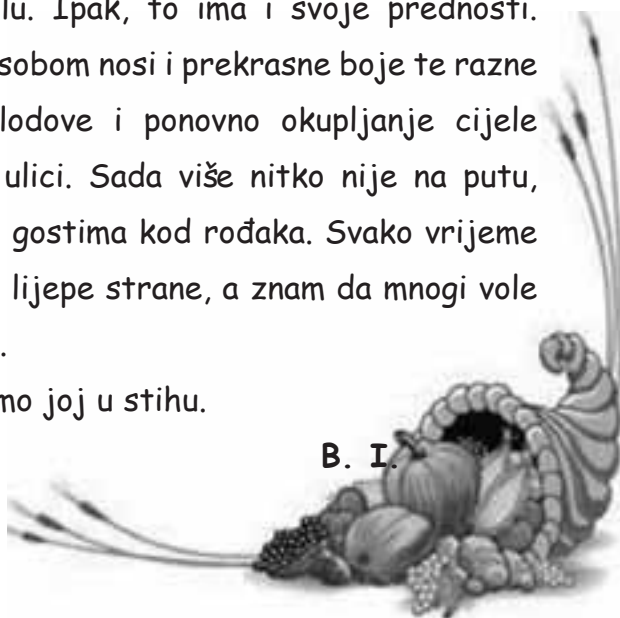 lu. Ipak, to ima i svoje prednosti.
sobom nosi i prekrasne boje te razne
lodove i ponovno okupljanje cijele
ulici. Sada više nitko nije na putu,
gostima kod rođaka. Svako vrijeme
lijepe strane, a znam da mnogi vole
.
mo joj u stihu.
B. I.